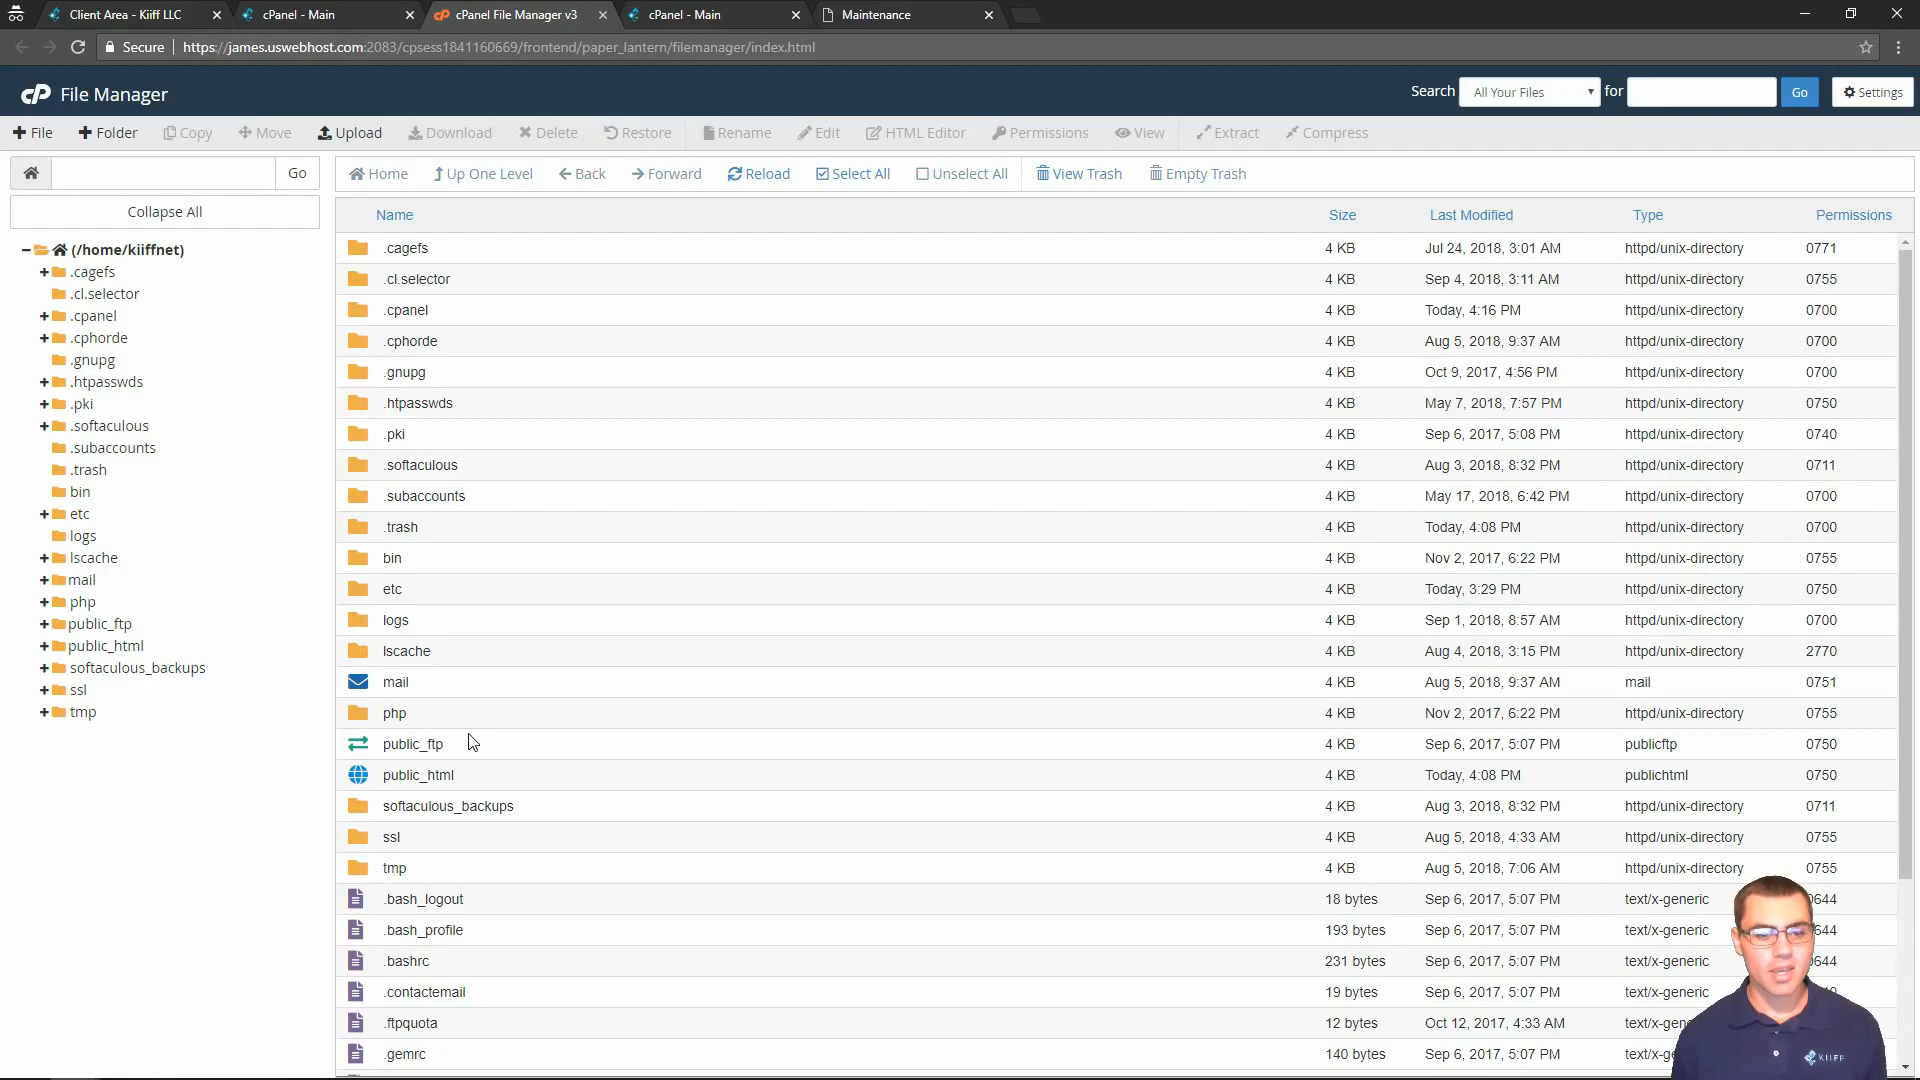 Client Area - Kiiff LLC
cPanel - Main
cPanel File Manager v3
cPanel - Main
Maintenance
Secure
https://james.uswebhost.com:2083/cpsess1841160669/frontend/paper_lantern/filemanager/index.html
cP File Manager
Search All Your Files for Go Settings
File Folder Copy Move Upload Download Delete Restore Rename Edit HTML Editor Permissions View Extract Compress
Go
Home Up One Level Back Forward Reload Select All Unselect All View Trash Empty Trash
Collapse All
(/home/kiiffnet)
.cagefs
.cl.selector
.cpanel
.cphorde
.gnupg
.htpasswds
.pki
.softaculous
.subaccounts
.trash
bin
etc
logs
lscache
mail
php
public_ftp
public_html
softaculous_backups
ssl
tmp
Name Size Last Modified Type Permissions
.cagefs 4 KB Jul 24, 2018, 3:01 AM httpd/unix-directory 0771
.cl.selector 4 KB Sep 4, 2018, 3:11 AM httpd/unix-directory 0755
.cpanel 4 KB Today, 4:16 PM httpd/unix-directory 0700
.cphorde 4 KB Aug 5, 2018, 9:37 AM httpd/unix-directory 0700
.gnupg 4 KB Oct 9, 2017, 4:56 PM httpd/unix-directory 0700
.htpasswds 4 KB May 7, 2018, 7:57 PM httpd/unix-directory 0750
.pki 4 KB Sep 6, 2017, 5:08 PM httpd/unix-directory 0740
.softaculous 4 KB Aug 3, 2018, 8:32 PM httpd/unix-directory 0711
.subaccounts 4 KB May 17, 2018, 6:42 PM httpd/unix-directory 0700
.trash 4 KB Today, 4:08 PM httpd/unix-directory 0700
bin 4 KB Nov 2, 2017, 6:22 PM httpd/unix-directory 0755
etc 4 KB Today, 3:29 PM httpd/unix-directory 0750
logs 4 KB Sep 1, 2018, 8:57 AM httpd/unix-directory 0700
lscache 4 KB Aug 4, 2018, 3:15 PM httpd/unix-directory 2770
mail 4 KB Aug 5, 2018, 9:37 AM mail 0751
php 4 KB Nov 2, 2017, 6:22 PM httpd/unix-directory 0755
public_ftp 4 KB Sep 6, 2017, 5:07 PM publicftp 0750
public_html 4 KB Today, 4:08 PM publichtml 0750
softaculous_backups 4 KB Aug 3, 2018, 8:32 PM httpd/unix-directory 0711
ssl 4 KB Aug 5, 2018, 4:33 AM httpd/unix-directory 0755
tmp 4 KB Aug 5, 2018, 7:06 AM httpd/unix-directory 0755
.bash_logout 18 bytes Sep 6, 2017, 5:07 PM text/x-generic 0644
.bash_profile 193 bytes Sep 6, 2017, 5:07 PM text/x-generic 644
.bashrc 231 bytes Sep 6, 2017, 5:07 PM text/x-generic 644
.contactemail 19 bytes Sep 6, 2017, 5:07 PM text/x-generic
.ftpquota 12 bytes Oct 12, 2017, 4:33 AM text/x-gen
.gemrc 140 bytes Sep 6, 2017, 5:07 PM text/x-ge
KIIFF